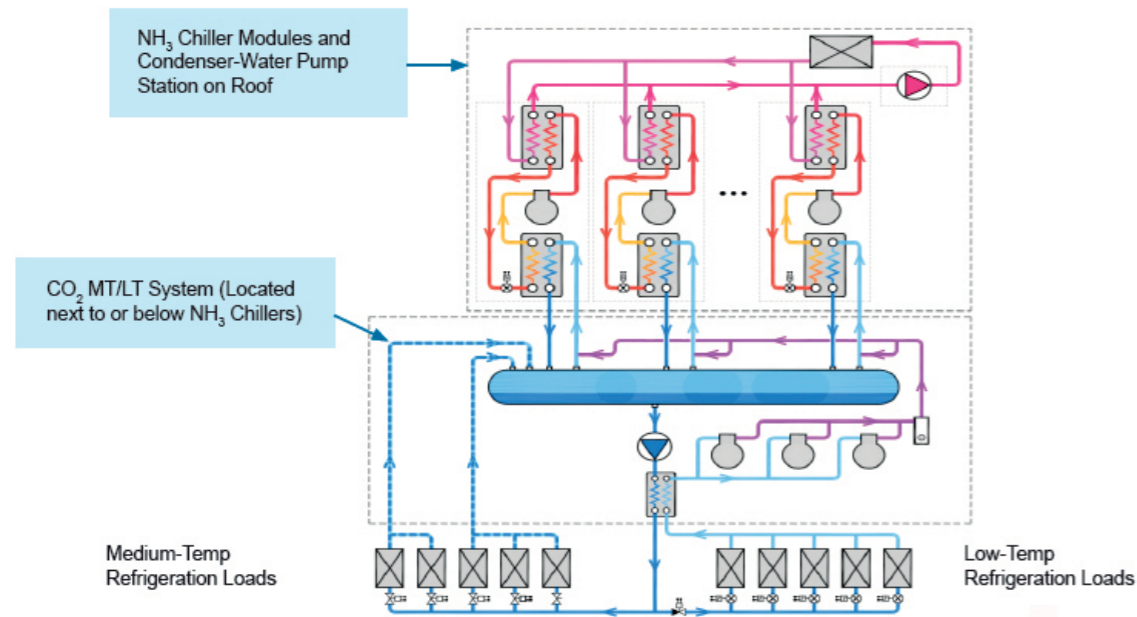 NH₃ Chiller Modules and
Condenser-Water Pump
Station on Roof
CO₂ MT/LT System (Located
next to or below NH₃ Chillers)
Medium-Temp
Refrigeration Loads
Low-Temp
Refrigeration Loads